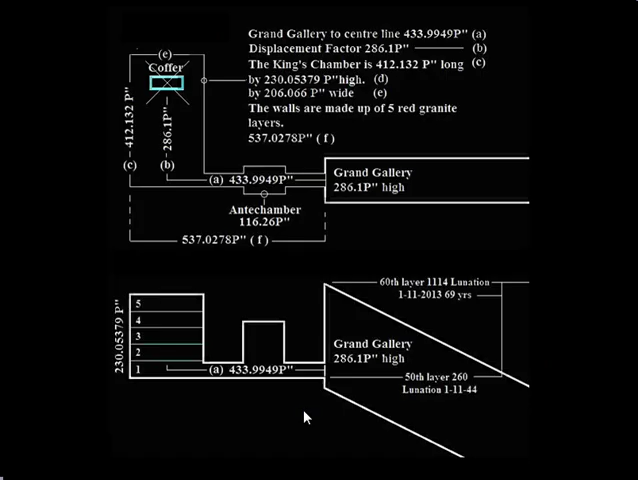 Grand Gallery to centre line 433.9949P" (a)
Displacement Factor 286.1P" (b)
The King's Chamber is 412.132 P" long (c)
by 230.05379 P"high. (d)
by 206.066 P" wide (e)
The walls are made up of 5 red granite
layers.
537.0278P" ( f )
(e)
Coffer
412.132 P"
286.1P"
(c)
(b)
(a) 433.9949P"
Grand Gallery
286.1P" high
Antechamber
116.26P"
537.0278P" ( f )
60th layer 1114 Lunation
1-11-2013 69 yrs
230.05379 P"
5
4
3
2
1
(a) 433.9949P"
Grand Gallery
286.1P" high
50th layer 260
Lunation 1-11-44